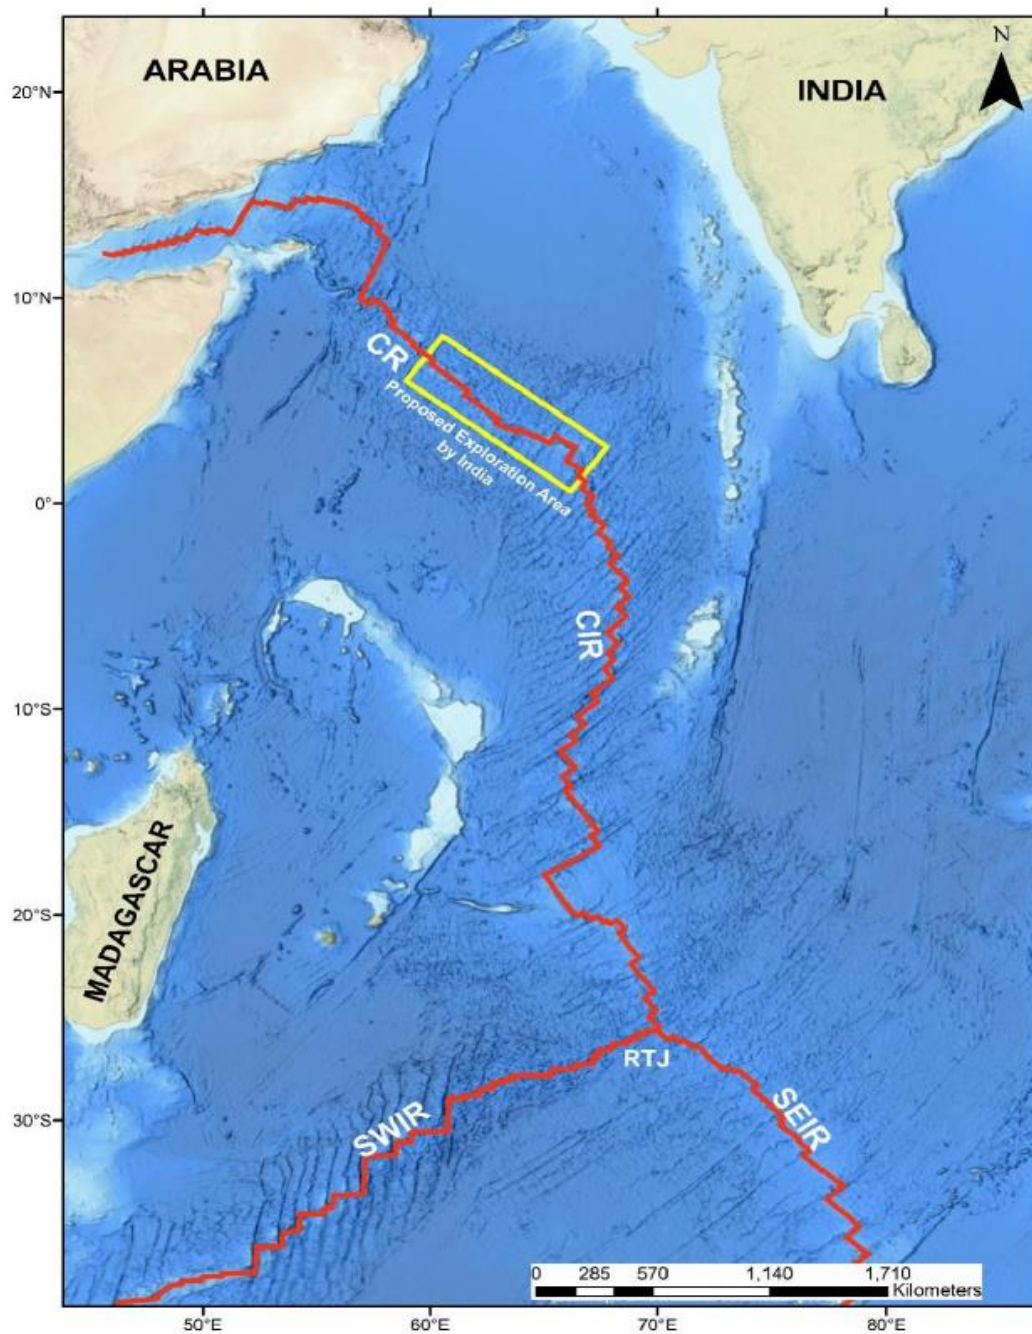 N
ARABIA
INDIA
20°N
10°N
CR
Proposed Exploration Area
by India
0°
CIR
10°S
MADAGASCAR
20°S
RTJ
30°S
SWIR
SEIR
0 285 570 1,140 1,710
Kilometers
50°E 60°E 70°E 80°E